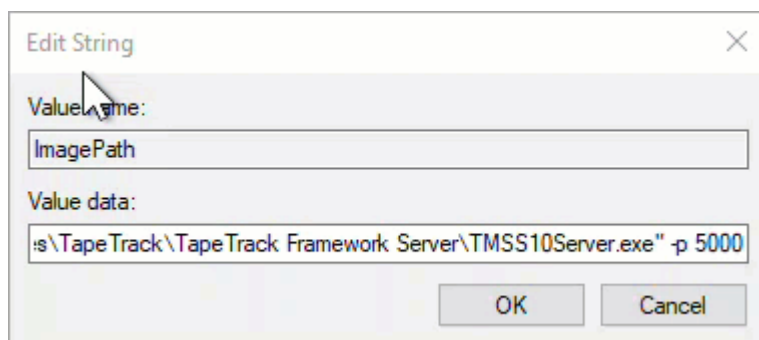 Edit String
Value name:
ImagePath
Value data:
s\TapeTrack\TapeTrack Framework Server\TMSS10Server.exe" -p 5000
OK
Cancel